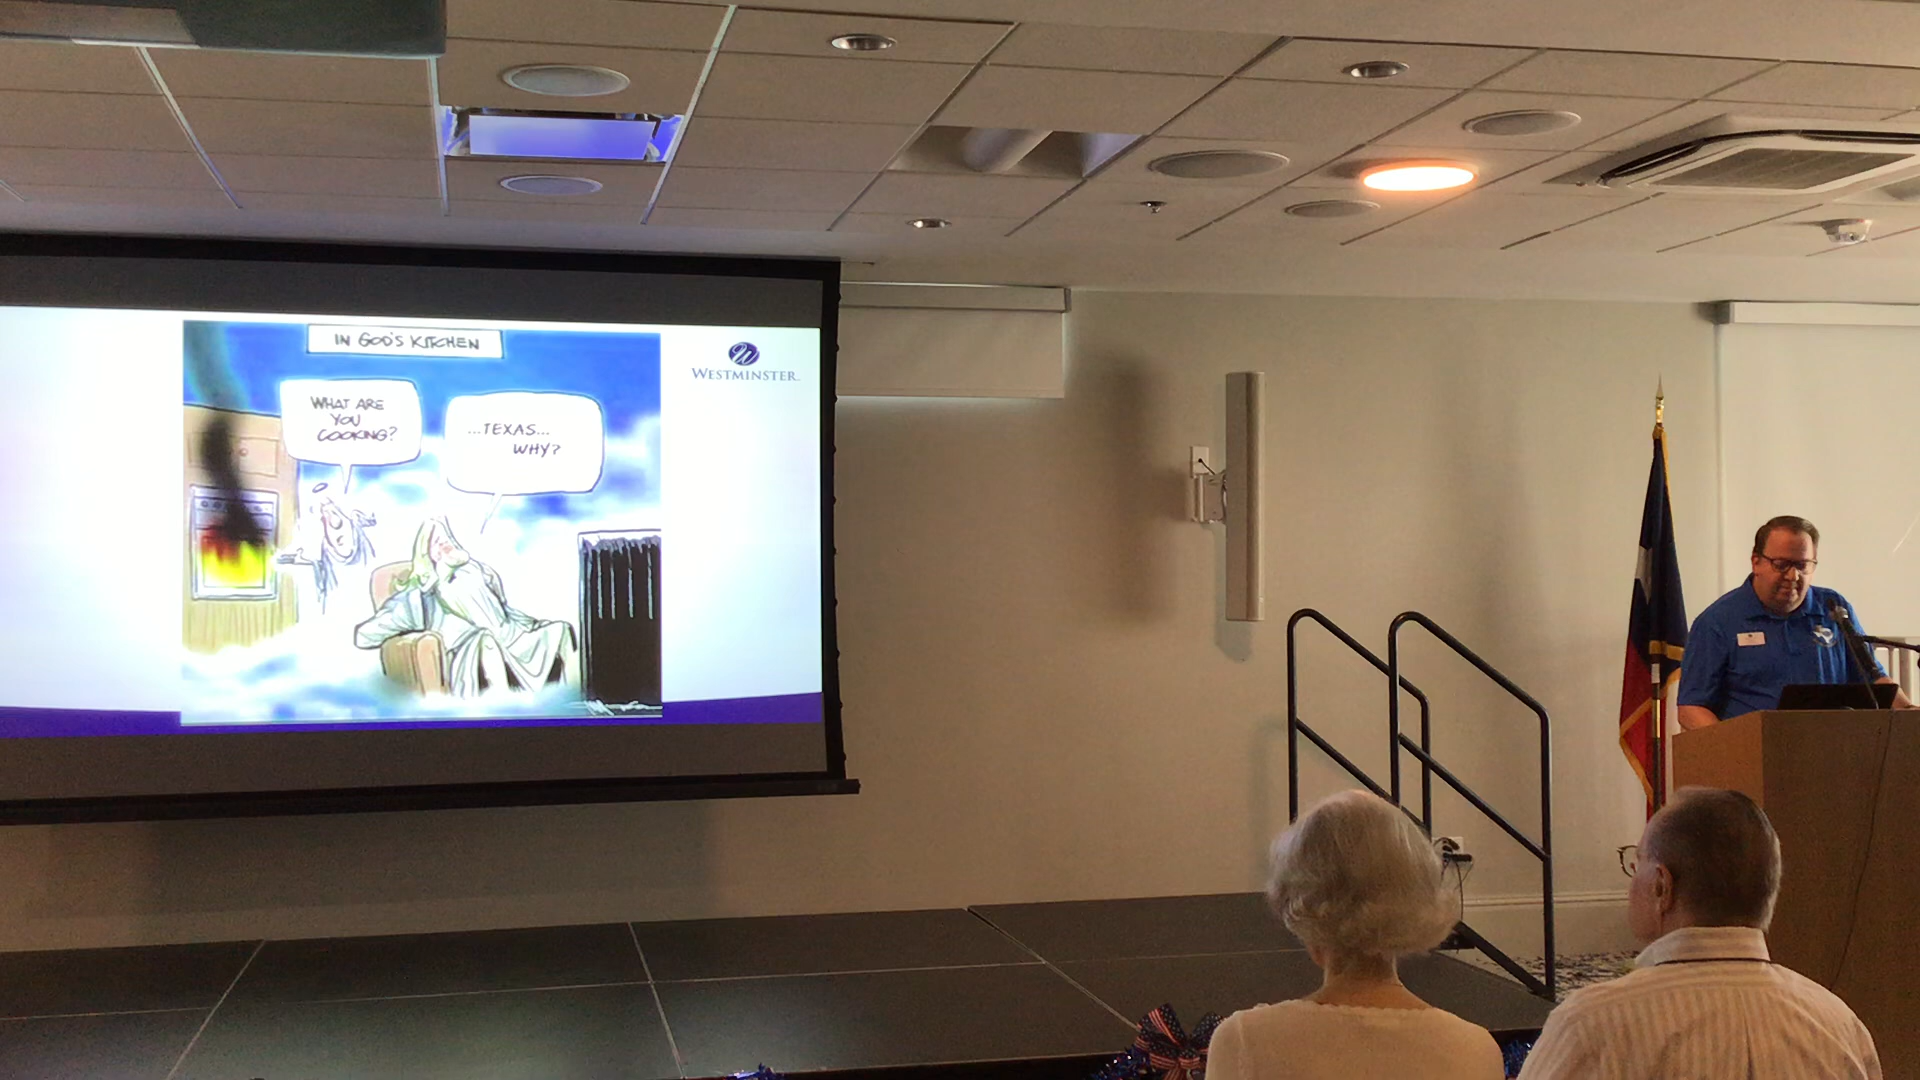 IN GOD'S KITCHEN
WHAT ARE
YOU
COOKING?
...TEXAS...
WHY?
W
WESTMINSTER